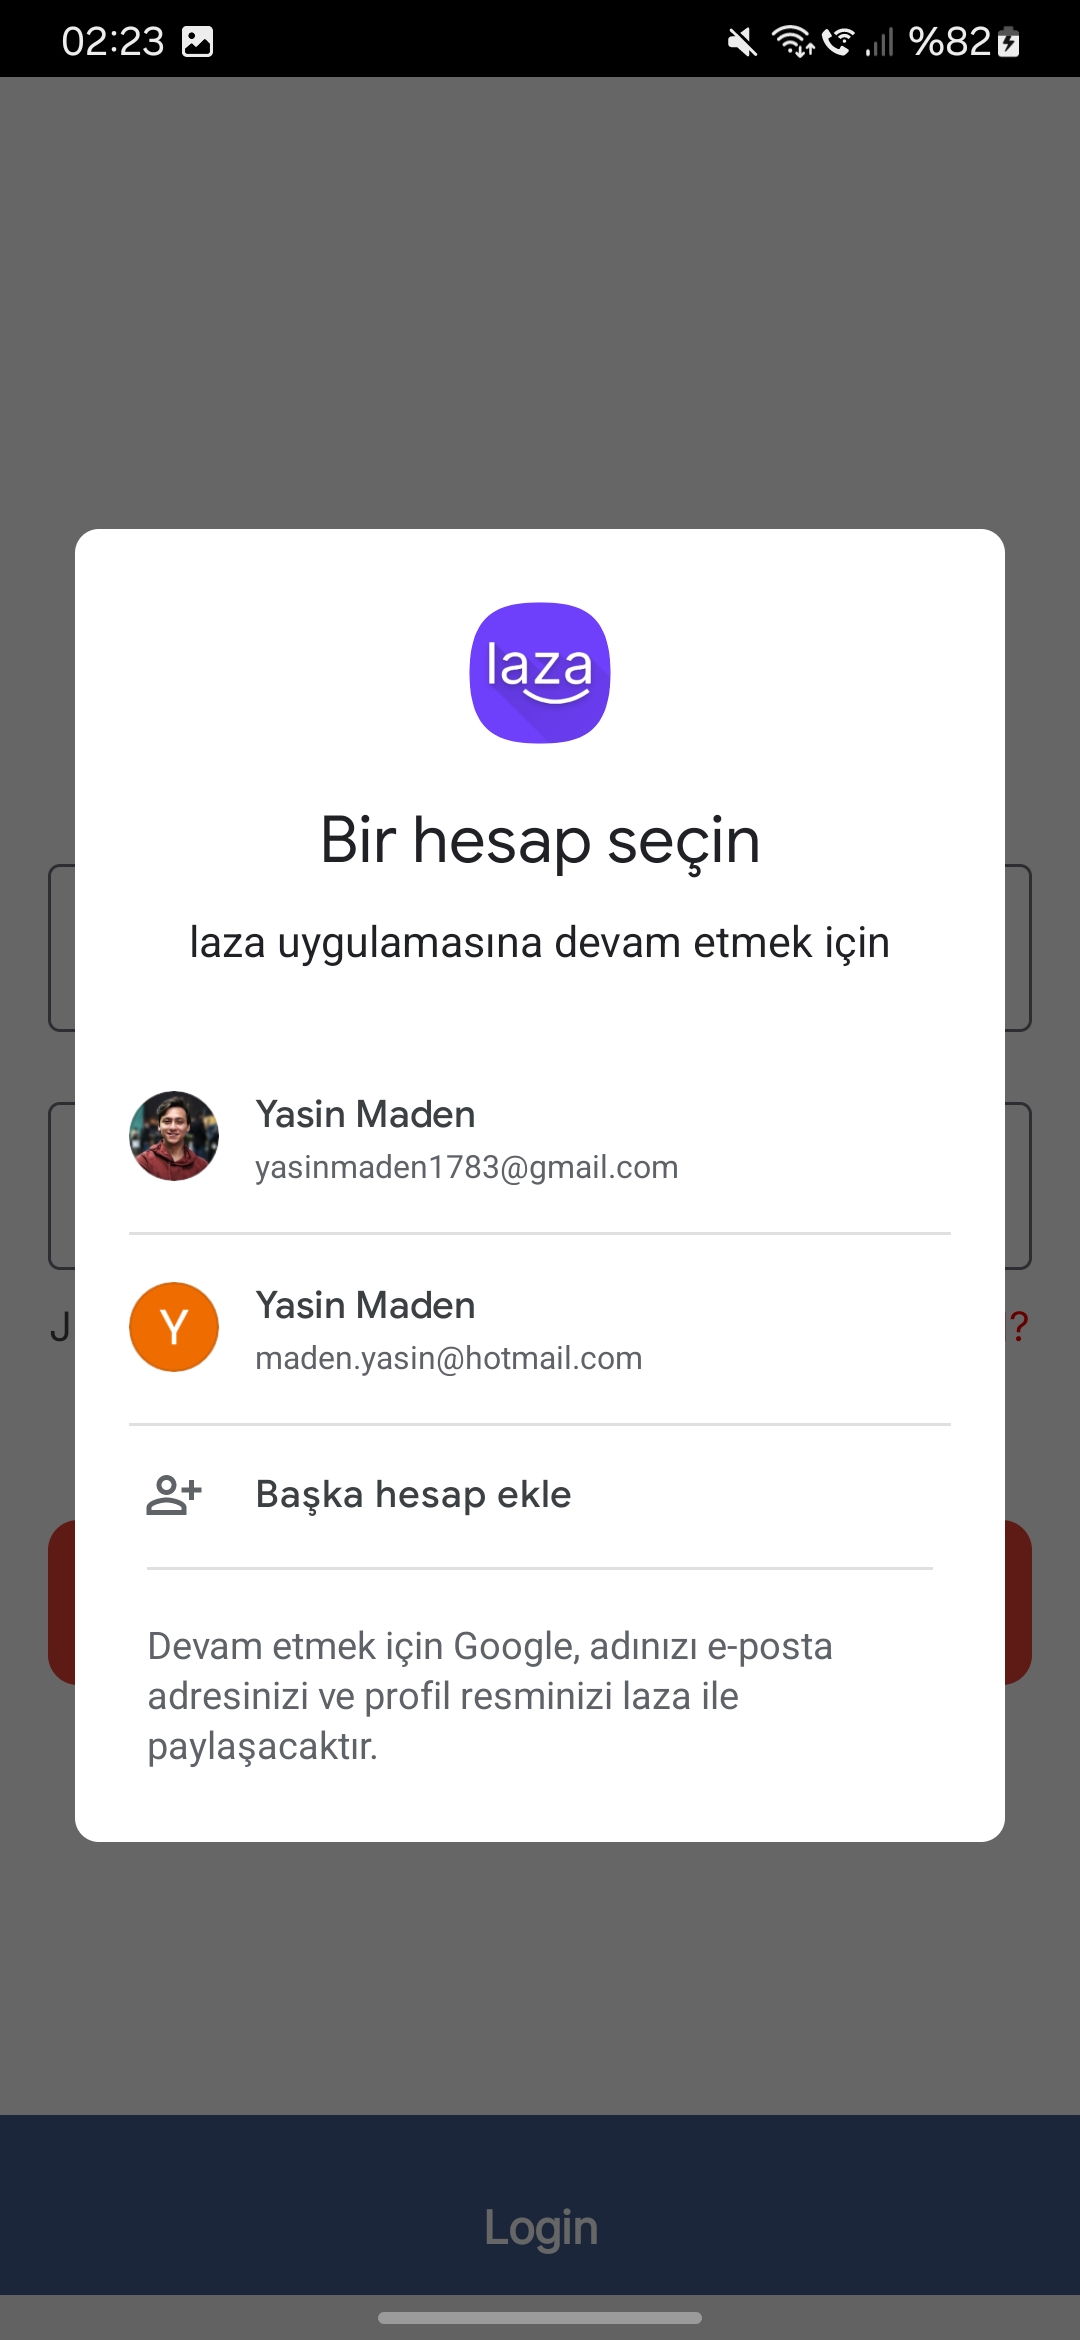 02:23 %82
laza
Bir hesap seçin
laza uygulamasına devam etmek için
Yasin Maden
yasinmaden1783@gmail.com
Y
Yasin Maden
maden.yasin@hotmail.com
J ?
Başka hesap ekle
Devam etmek için Google, adınızı e-posta
adresinizi ve profil resminizi laza ile
paylaşacaktır.
Login